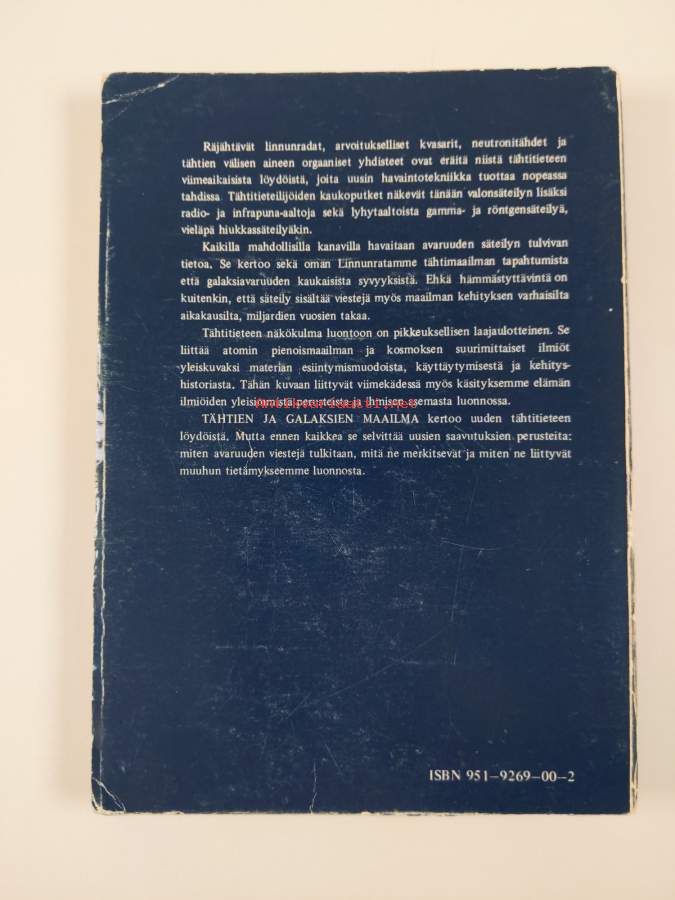 Räjähtävät linnunradat, arvoitukselliset kvasarit, neutronitähdet ja
tähtien välisen aineen orgaaniset yhdisteet ovat eräitä niistä tähtitieteen
viimeaikaisista löydöistä, joita uusin havaintotekniikka tuottaa nopeassa
tahdissa. Tähtitieteilijöiden kaukoputket näkevät tänään valonsäteilyn lisäksi
radio- ja infrapuna-aaltoja sekä lyhytaaltoista gamma- ja röntgensäteilyä,
vieläpä hiukkassäteilyäkin.
Kaikilla mahdollisilla kanavilla havaitaan avaruuden säteilyn tulvivan
tietoa. Se kertoo sekä oman Linnunratamme tähtimaailman tapahtumista
että galaksiavaruuden kaukaisista syvyyksistä. Ehkä hämmästyttävintä on
kuitenkin, että säteily sisältää viestejä myös maailman kehityksen varhaisilta
aikakausilta, miljardien vuosien takaa.
Tähtitieteen näkökulma luontoon on pikkeuksellisen laajaulotteinen. Se
liittää atomin pienoismaailman ja kosmoksen suurimittaiset ilmiöt
yleiskuvaksi materian esiintymismuodoista, käyttäytymisestä ja kehitys-
historiasta. Tähän kuvaan liittyvät viimekädessä myös käsityksemme elämän
ilmiöiden yleisimmistä perusteista ja ihmisen asemasta luonnossa.
Antikvariaatti.net
TÄHTIEN JA GALAKSIEN MAAILMA kertoo uuden tähtitieteen
löydöistä. Mutta ennen kaikkea se selvittää uusien saavutuksien perusteita:
miten avaruuden viestejä tulkitaan, mitä ne merkitsevät ja miten ne liittyvät
muuhun tietämykseemme luonnosta.
ISBN 951-9269-00-2